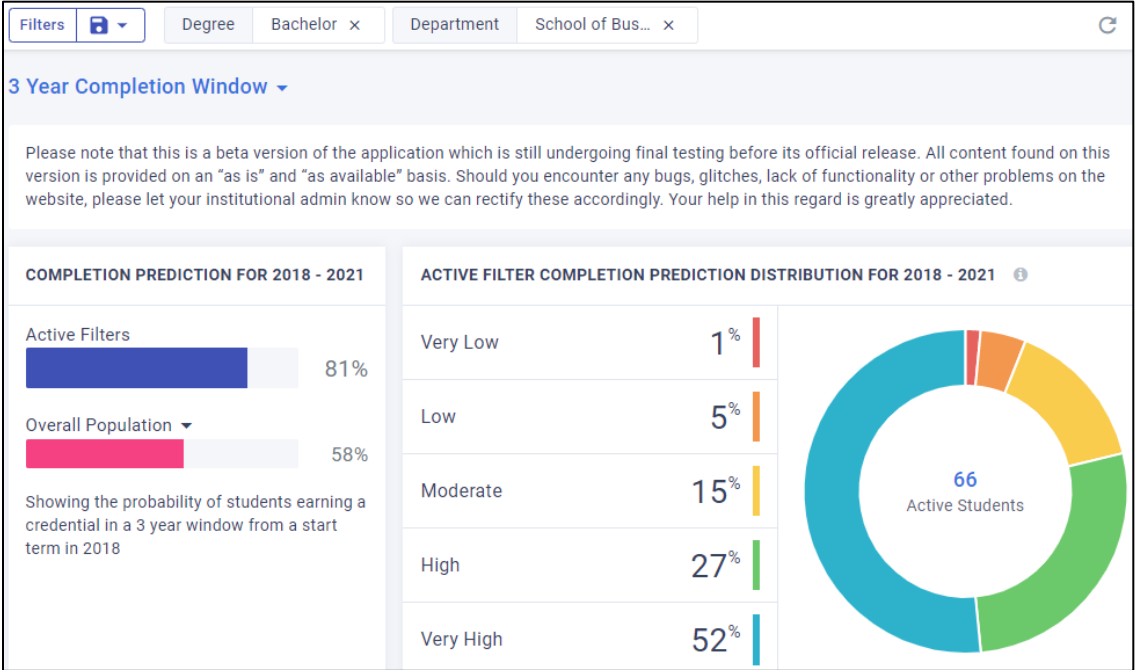 Filters
Degree
Bachelor ×
Department
School of Bus... ×
3 Year Completion Window
Please note that this is a beta version of the application which is still undergoing final testing before its official release. All content found on this
version is provided on an “as is” and “as available” basis. Should you encounter any bugs, glitches, lack of functionality or other problems on the
website, please let your institutional admin know so we can rectify these accordingly. Your help in this regard is greatly appreciated.
COMPLETION PREDICTION FOR 2018 - 2021
Active Filters
81%
Overall Population
58%
Showing the probability of students earning a
credential in a 3 year window from a start
term in 2018
ACTIVE FILTER COMPLETION PREDICTION DISTRIBUTION FOR 2018 - 2021
Very Low 1%
Low 5%
Moderate 15%
High 27%
Very High 52%
66
Active Students